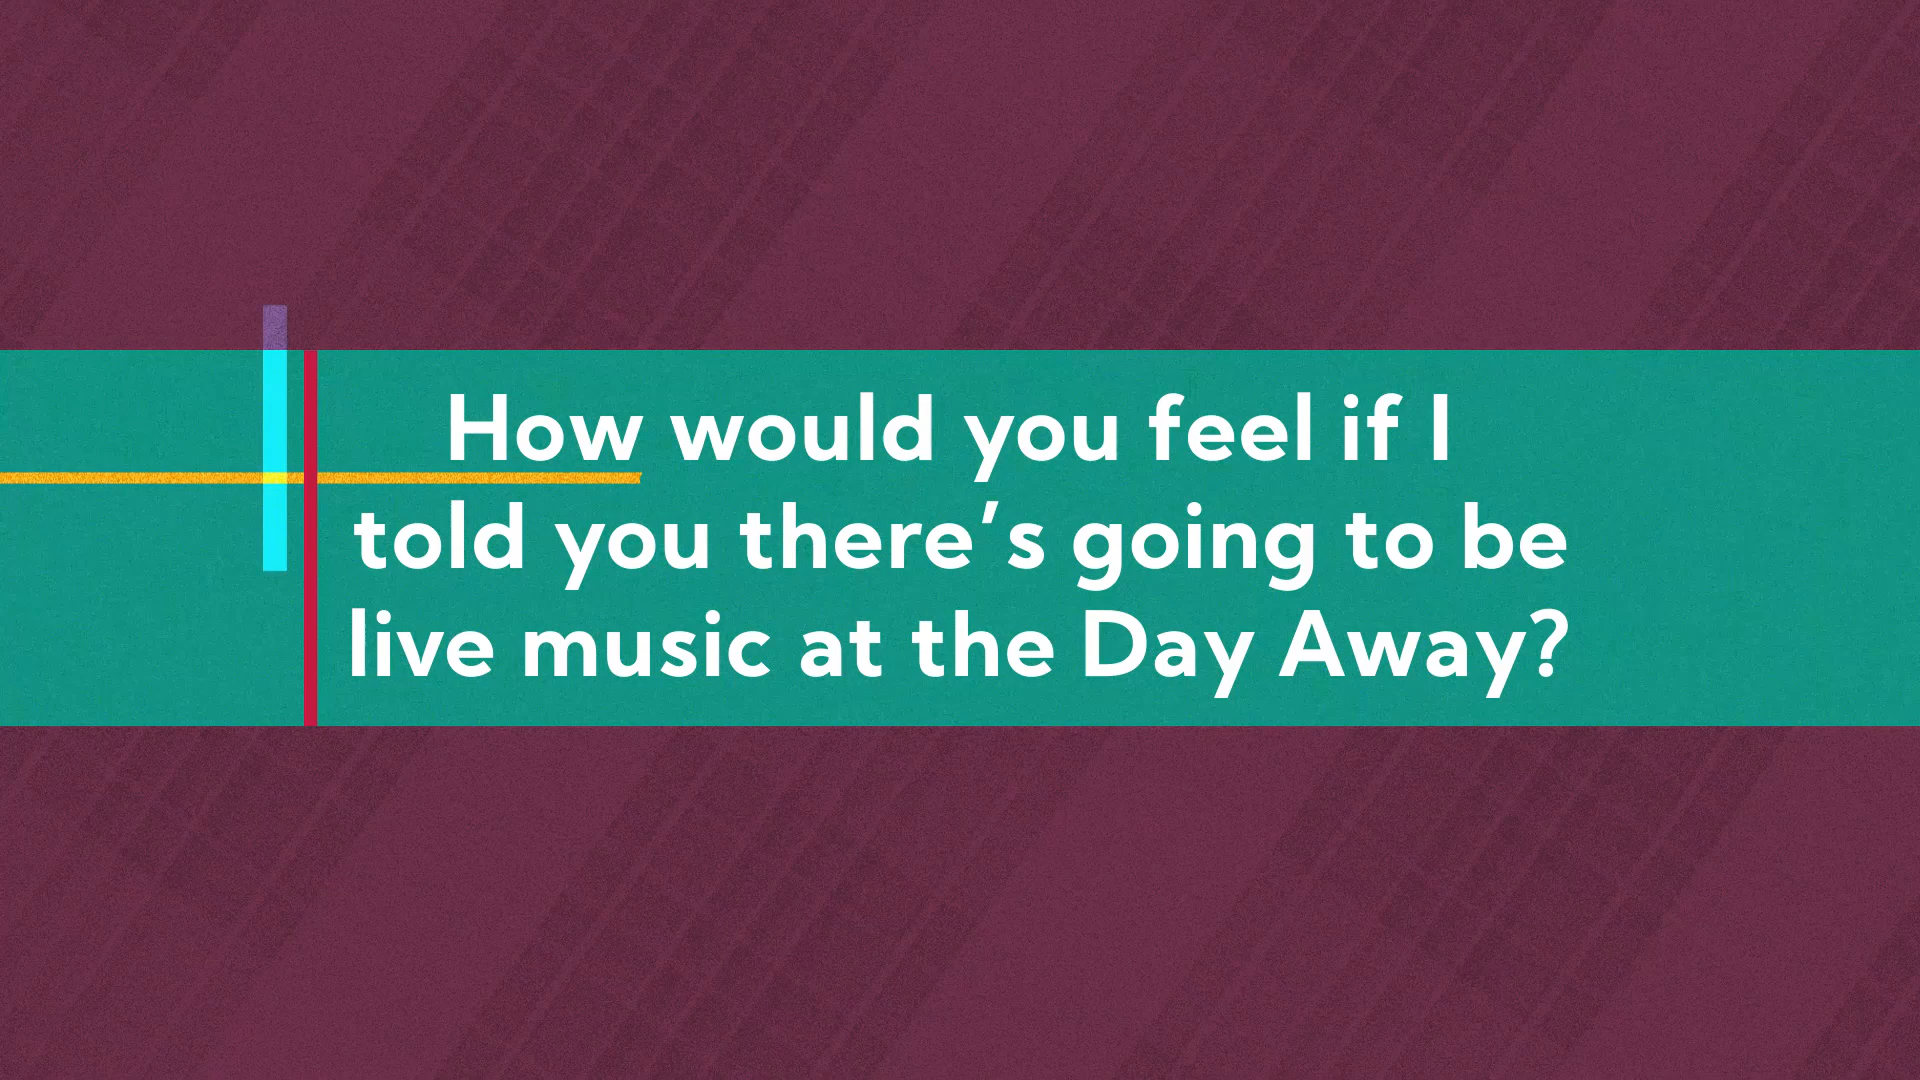 How would you feel if I
told you there’s going to be
live music at the Day Away?